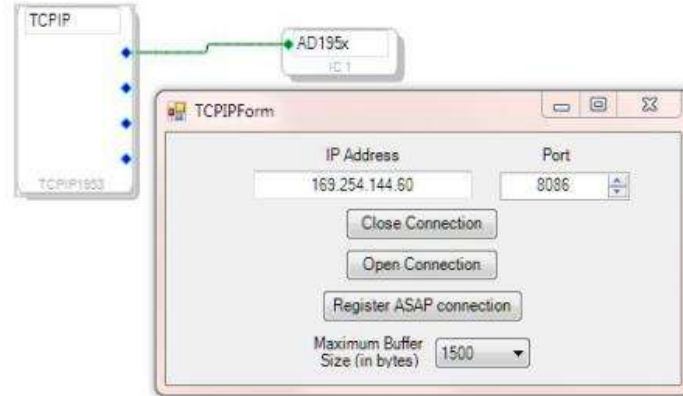 TCPIP
AD195x
IC 1
TCPIP1953
TCPIPForm
IP Address
Port
169.254.144.60
8086
Close Connection
Open Connection
Register ASAP connection
Maximum Buffer
Size (in bytes)
1500